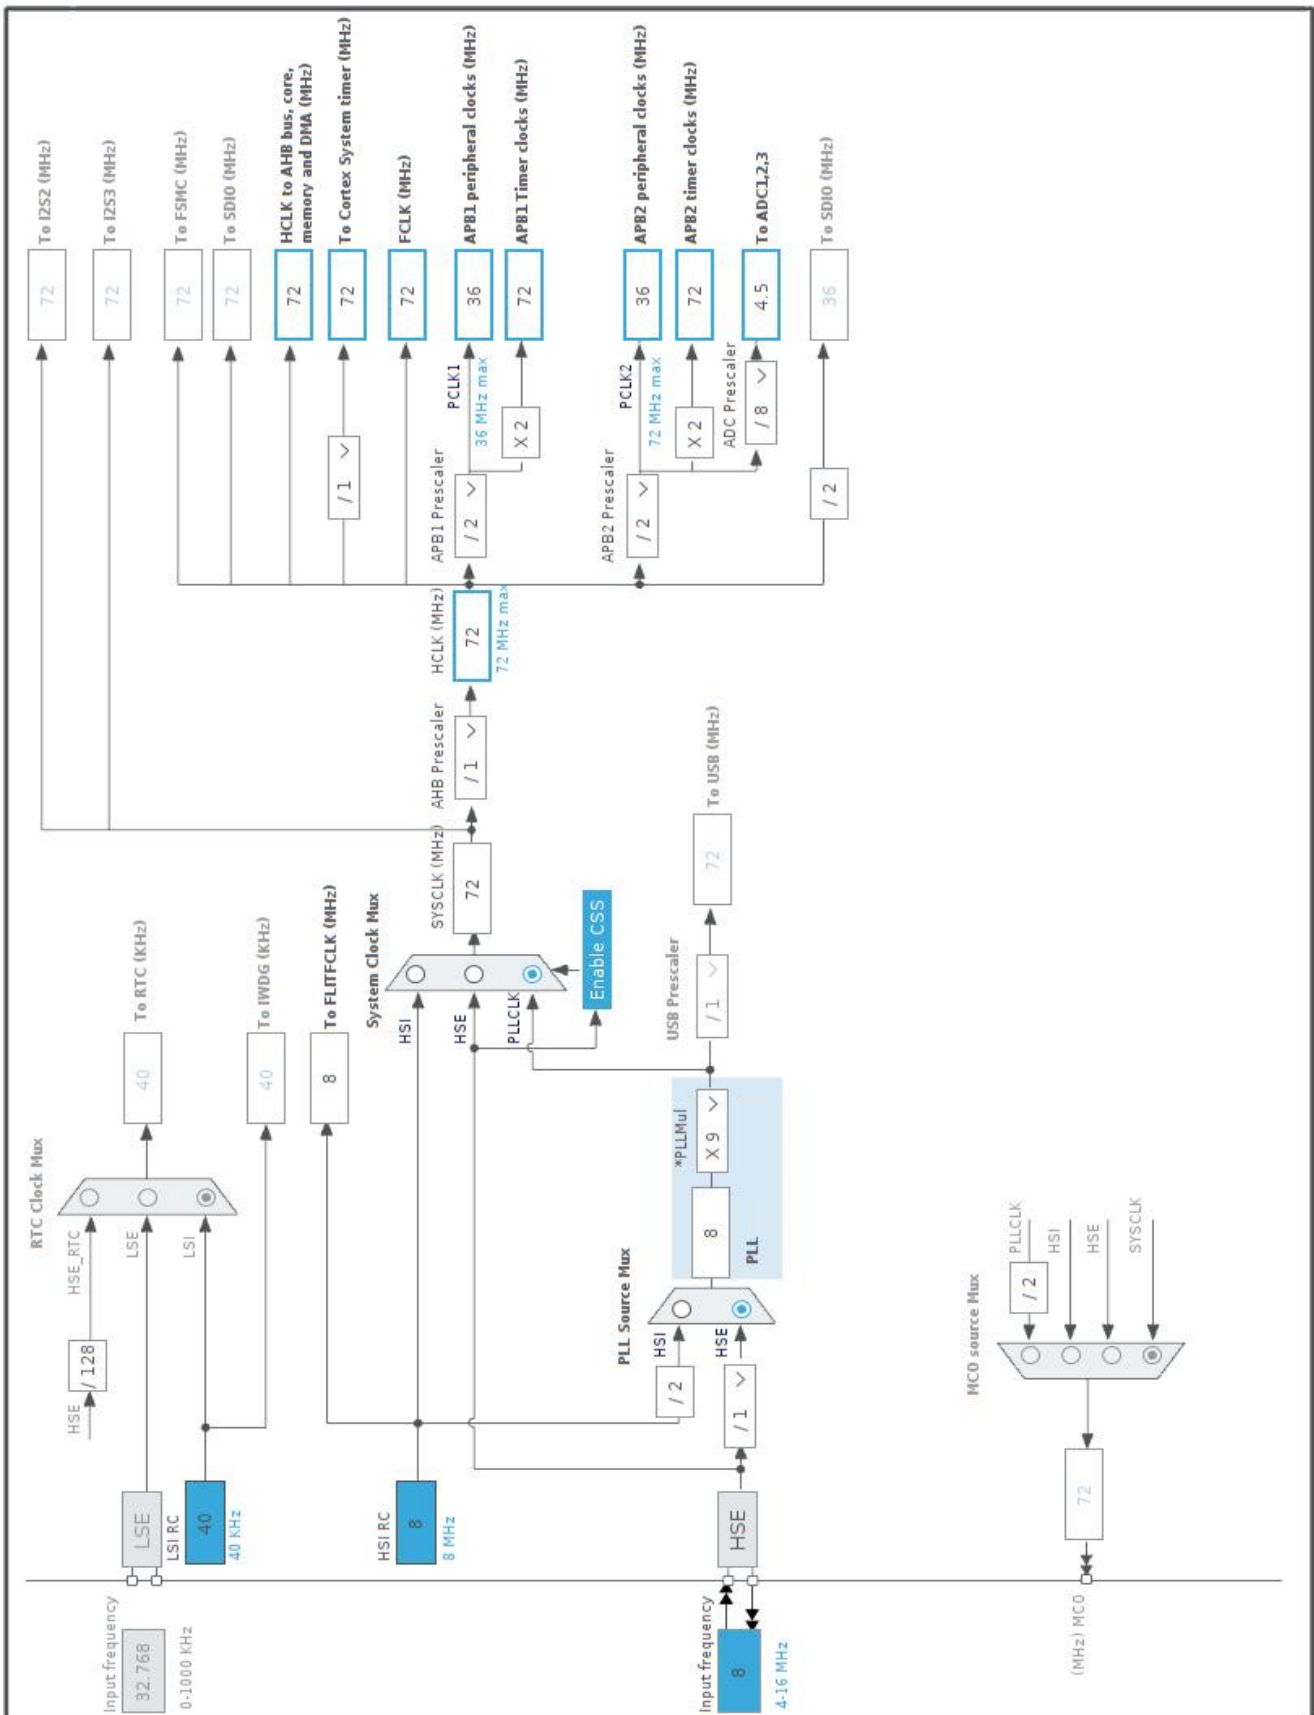 Input frequency
32.768
0-1000 KHz
LSE
LSI RC
40
40 KHz
HSE
/ 128
HSE_RTC
LSE
LSI
RTC Clock Mux
40
To RTC (KHz)
40
To IWDG (KHz)
8
To FLITFCLK (MHz)
HSI RC
8
8 MHz
Input frequency
8
4-16 MHz
HSE
/ 2
HSI
/ 1
HSE
PLL Source Mux
8
*PLLMul
X 9
PLL
USB Prescaler
/ 1
72
To USB (MHz)
System Clock Mux
HSI
HSE
PLLCLK
Enable CSS
SYSCLK (MHz)
72
AHB Prescaler
/ 1
HCLK (MHz)
72
72 MHz max
72
To I2S2 (MHz)
72
To I2S3 (MHz)
72
To FSMC (MHz)
72
To SDIO (MHz)
72
HCLK to AHB bus, core,
memory and DMA (MHz)
/ 1
72
To Cortex System timer (MHz)
72
FCLK (MHz)
APB1 Prescaler
/ 2
PCLK1
36 MHz max
36
APB1 peripheral clocks (MHz)
X 2
72
APB1 Timer clocks (MHz)
APB2 Prescaler
/ 2
PCLK2
72 MHz max
36
APB2 peripheral clocks (MHz)
X 2
72
APB2 timer clocks (MHz)
ADC Prescaler
/ 8
4.5
To ADC1,2,3
/ 2
36
To SDIO (MHz)
MCO source Mux
PLLCLK
/ 2
HSI
HSE
SYSCLK
72
(MHz) MCO